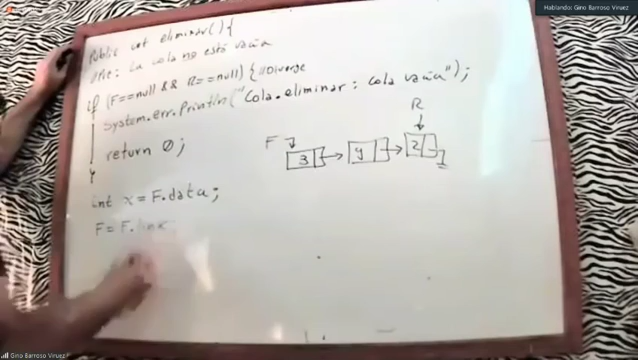 Hablando: Gino Barroso Viruez
Public int eliminar(){
//Pre: La cola no está vacía
if (F==null && R==null) { //Diverge
System.err.println("Cola.eliminar: Cola vacía");
return 0;
}
int x = F.data;
F = F.link
F
3
4
2
R
Gino Barroso Viruez